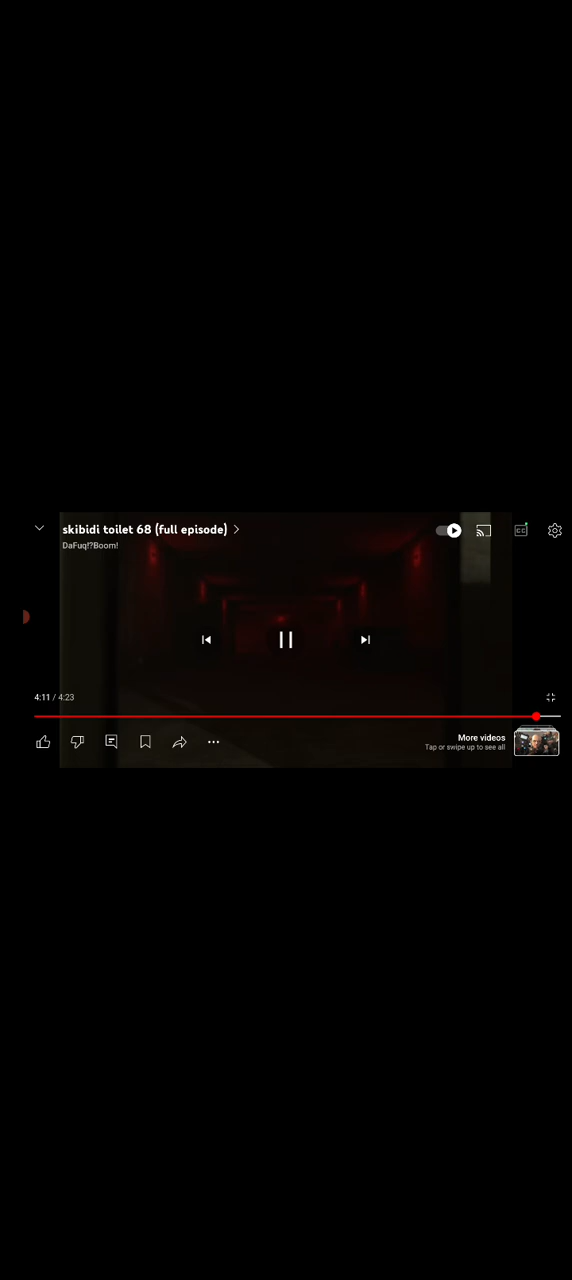 skibidi toilet 68 (full episode)
DaFuq!?Boom!
CC
4:11 / 4:23
More videos
Tap or swipe up to see all